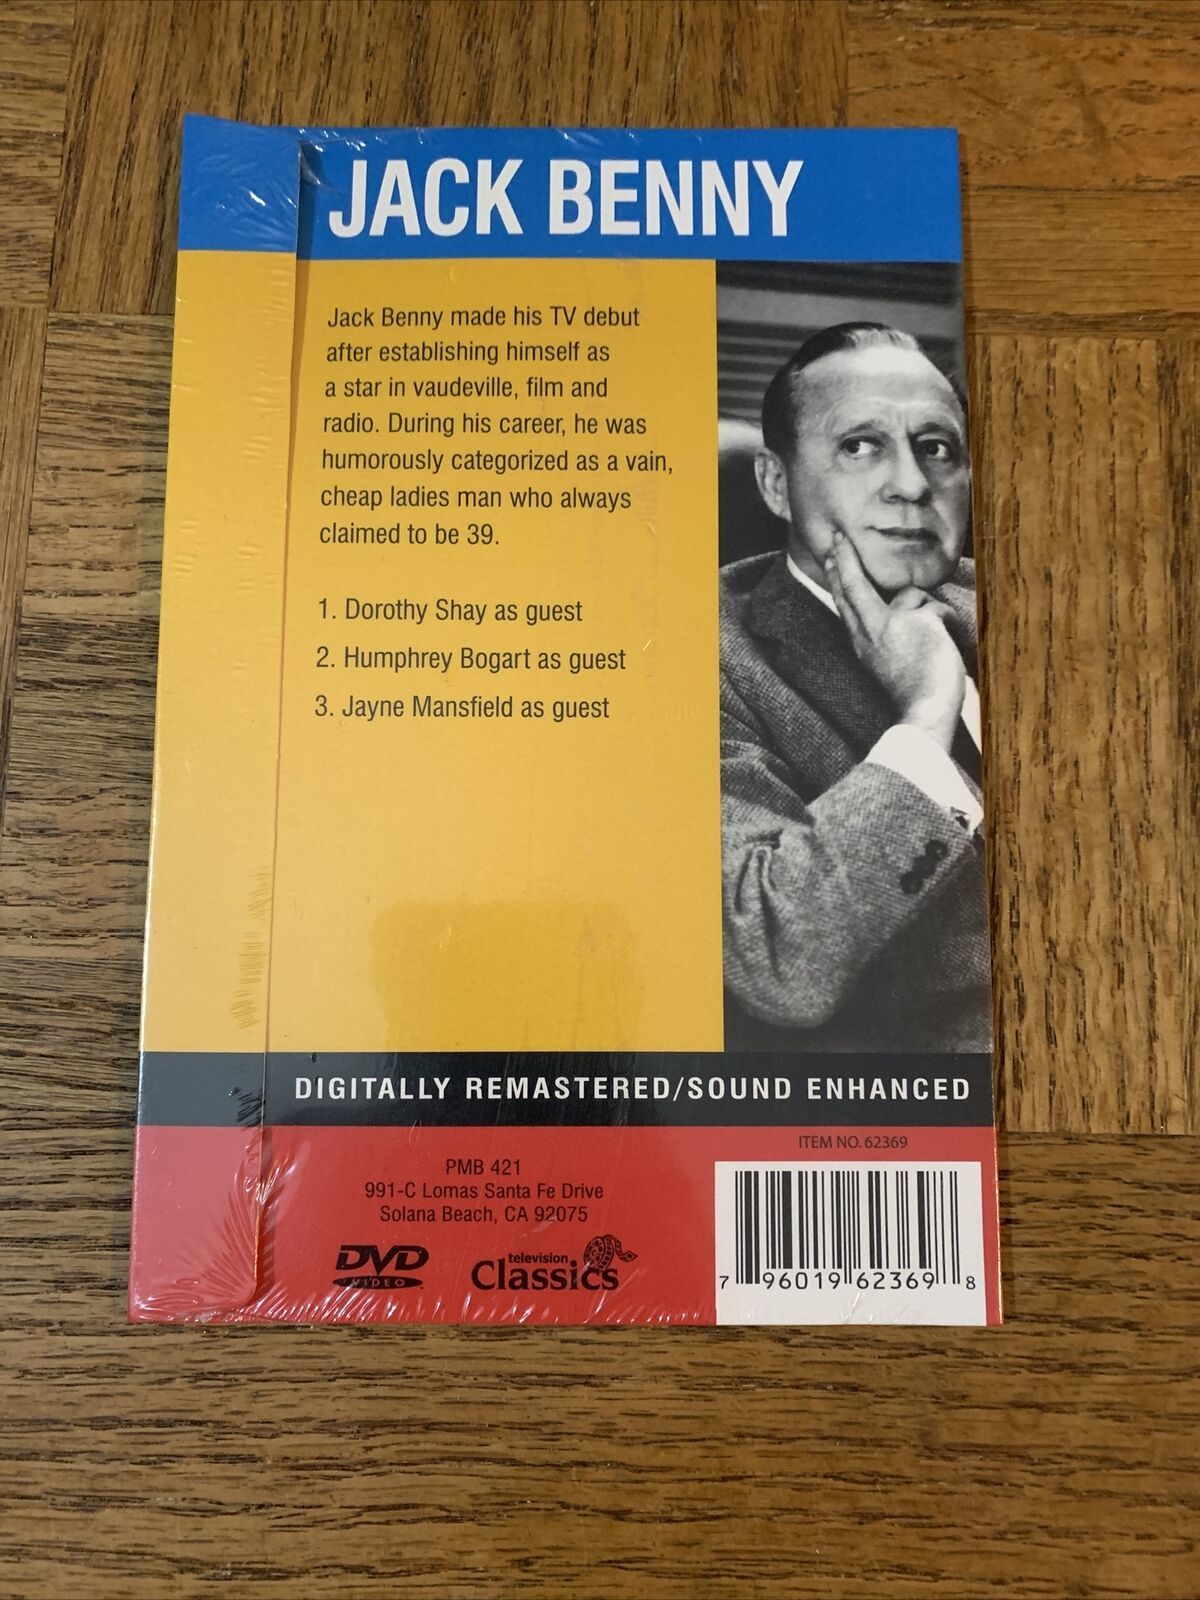 JACK BENNY
Jack Benny made his TV debut
after establishing himself as
a star in vaudeville, film and
radio. During his career, he was
humorously categorized as a vain,
cheap ladies man who always
claimed to be 39.
1. Dorothy Shay as guest
2. Humphrey Bogart as guest
3. Jayne Mansfield as guest
DIGITALLY REMASTERED/SOUND ENHANCED
ITEM NO. 62369
PMB 421
991-C Lomas Santa Fe Drive
Solana Beach, CA 92075
DVD
VIDEO
television
Classics
7 96019 62369 8